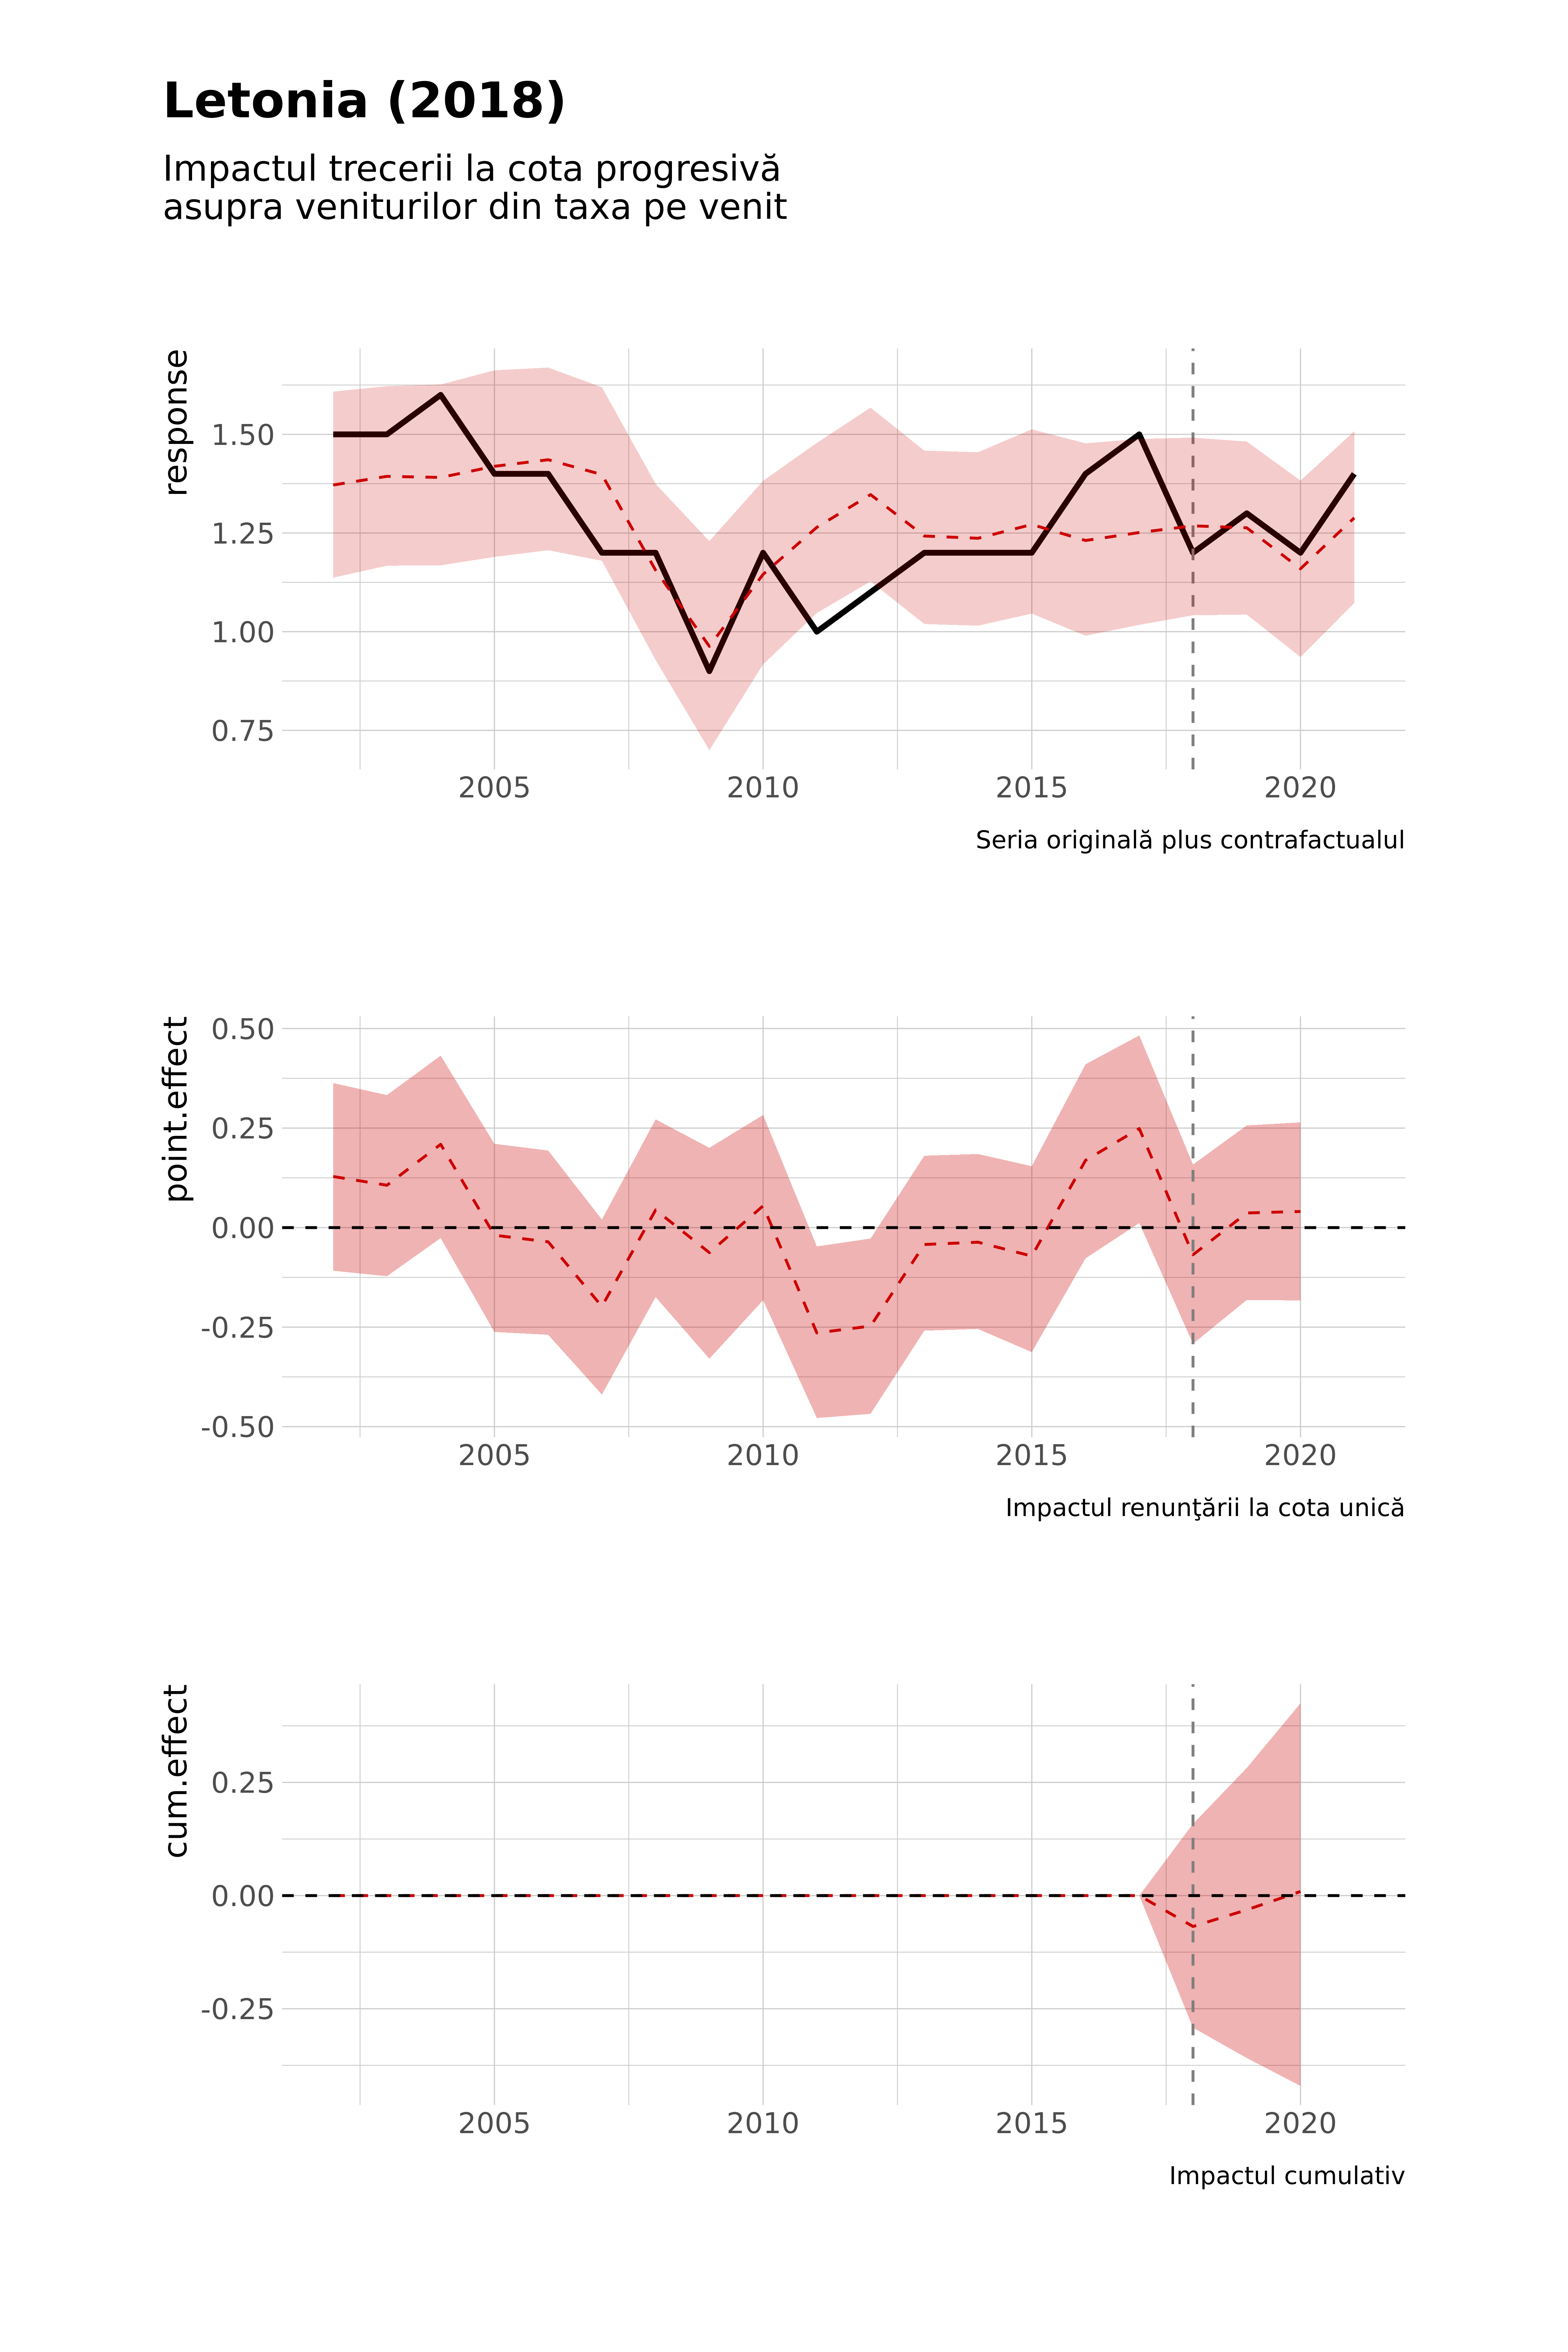 Letonia (2018)
Impactul trecerii la cota progresivă
asupra veniturilor din taxa pe venit
response
1.50
1.25
1.00
0.75
2005 2010 2015 2020
Seria originală plus contrafactualul
point.effect
0.50
0.25
0.00
-0.25
-0.50
2005 2010 2015 2020
Impactul renunţării la cota unică
cum.effect
0.25
0.00
-0.25
2005 2010 2015 2020
Impactul cumulativ